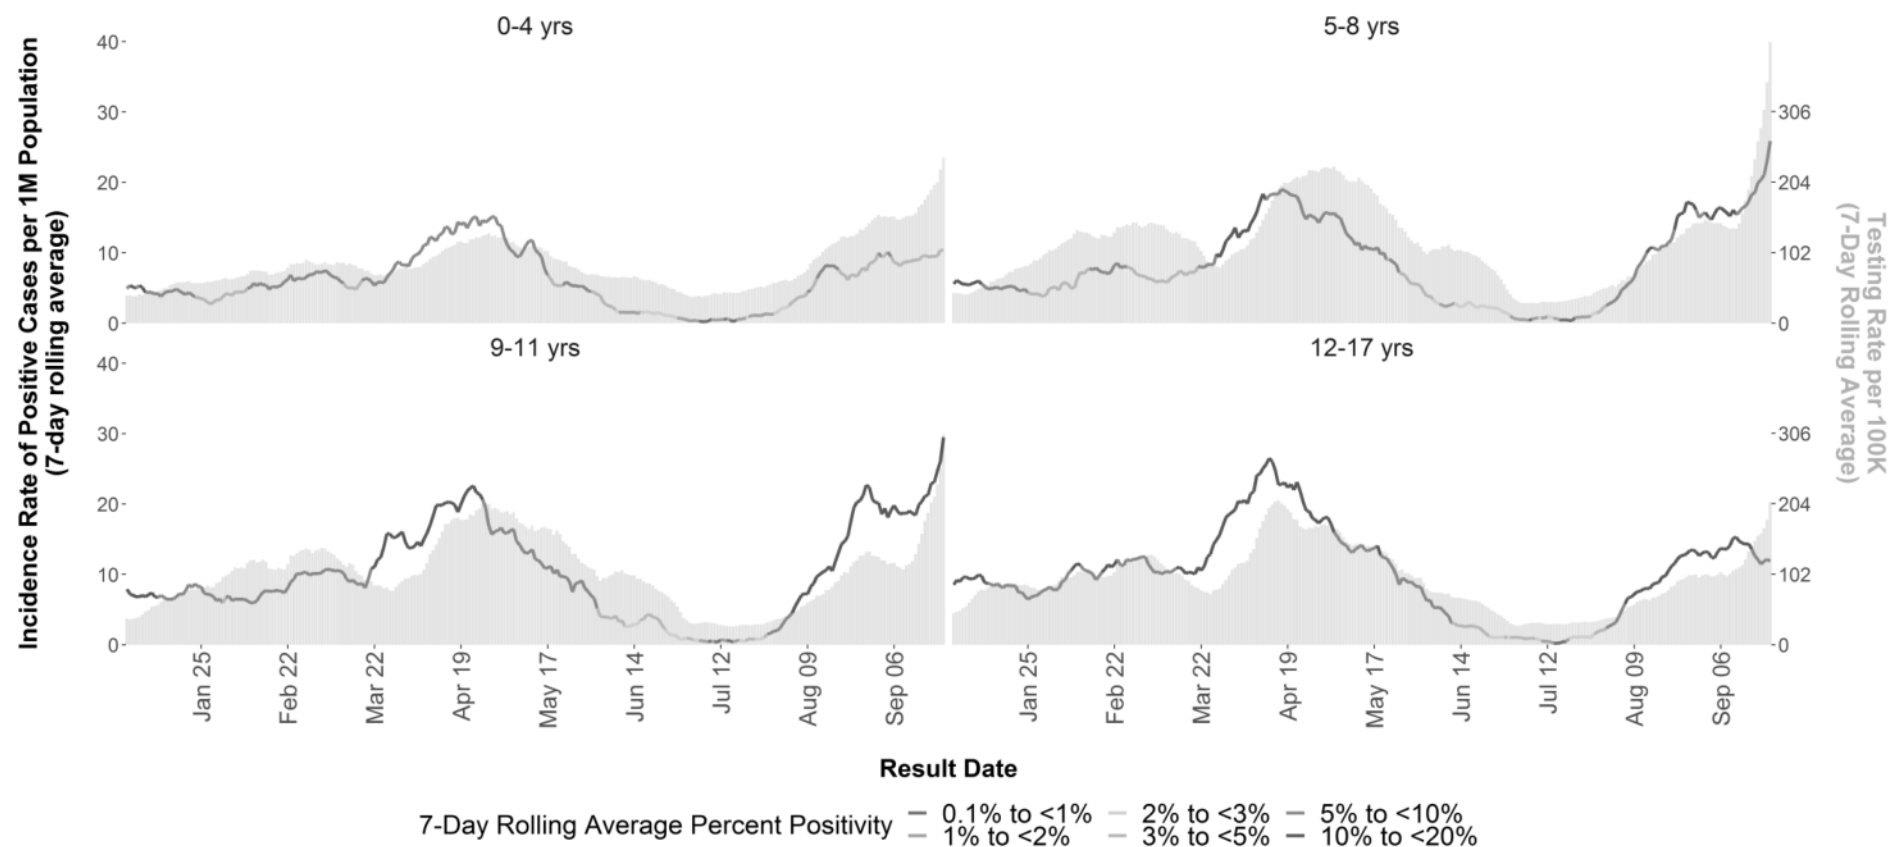 0-4 yrs
5-8 yrs
40
30
20
10
0
306
204
102
0
9-11 yrs
12-17 yrs
40
30
20
10
0
306
204
102
0
Incidence Rate of Positive Cases per 1M Population
(7-day rolling average)
Testing Rate per 100K
(7-Day Rolling Average)
Jan 25
Feb 22
Mar 22
Apr 19
May 17
Jun 14
Jul 12
Aug 09
Sep 06
Jan 25
Feb 22
Mar 22
Apr 19
May 17
Jun 14
Jul 12
Aug 09
Sep 06
Result Date
7-Day Rolling Average Percent Positivity
0.1% to <1%
2% to <3%
5% to <10%
1% to <2%
3% to <5%
10% to <20%